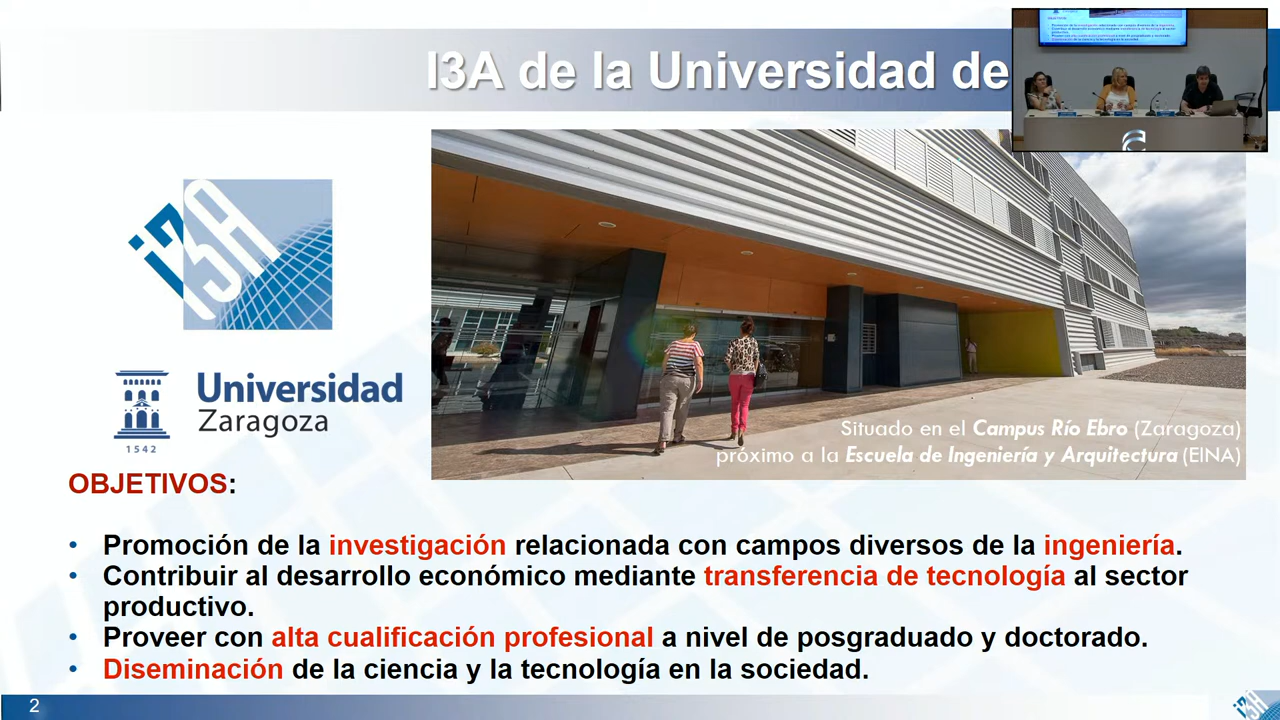 I3A de la Universidad de
i3A
Universidad
Zaragoza
1542
Situado en el Campus Río Ebro (Zaragoza)
próximo a la Escuela de Ingeniería y Arquitectura (EINA)
OBJETIVOS:
• Promoción de la investigación relacionada con campos diversos de la ingeniería.
• Contribuir al desarrollo económico mediante transferencia de tecnología al sector
productivo.
• Proveer con alta cualificación profesional a nivel de posgraduado y doctorado.
• Diseminación de la ciencia y la tecnología en la sociedad.
2
i3A